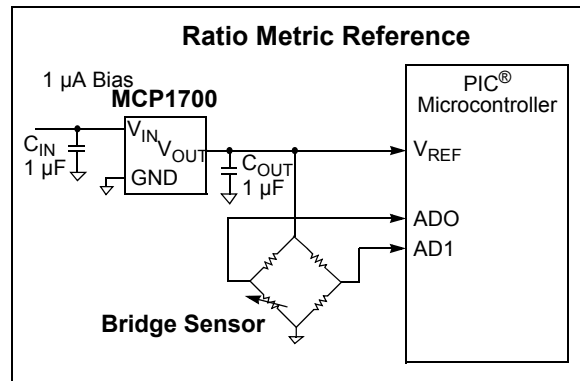 Ratio Metric Reference
1 µA Bias
MCP1700
PIC®
Microcontroller
VIN
VOUT
CIN
1 µF
GND
COUT
1 µF
VREF
ADO
AD1
Bridge Sensor